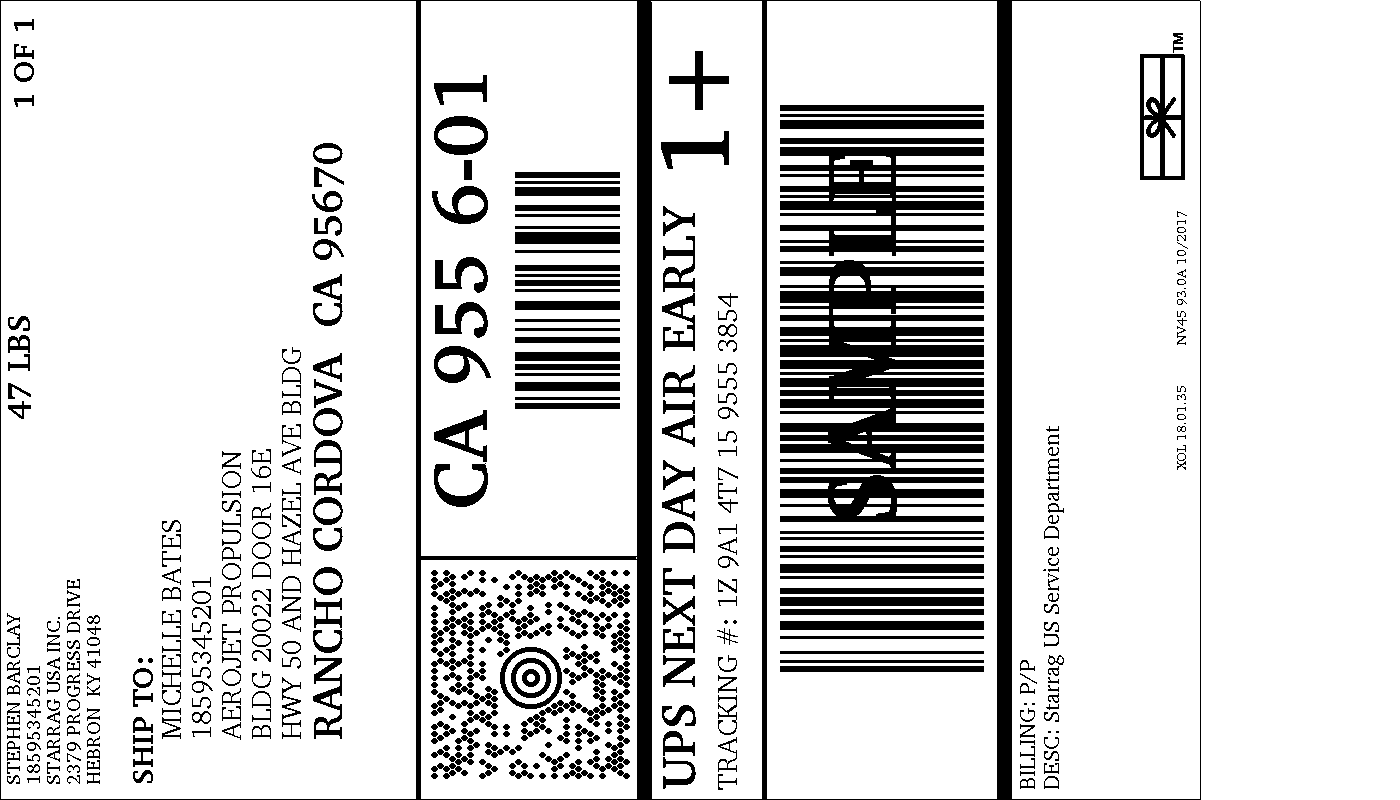 STEPHEN BARCLAY
18595345201
STARRAG USA INC.
2379 PROGRESS DRIVE
HEBRON KY 41048
47 LBS
1 OF 1
SHIP TO:
MICHELLE BATES
18595345201
AEROJET PROPULSION
BLDG 20022 DOOR 16E
HWY 50 AND HAZEL AVE BLDG
RANCHO CORDOVA CA 95670
CA 955 6-01
UPS NEXT DAY AIR EARLY
1+
TRACKING #: 1Z 9A1 4T7 15 9555 3854
SAMPLE
BILLING: P/P
DESC: Starrag US Service Department
XOL 18.01.35 NV45 93.0A 10/2017
TM